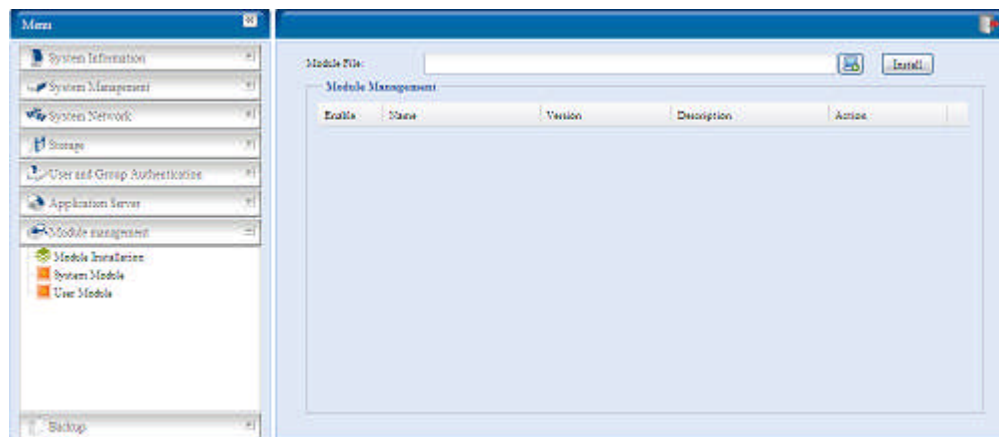 Menu
System Information
System Management
System Network
Storage
User and Group Authentication
Application Server
Module management
Module Installation
System Module
User Module
Backup
Module File:
Install
Module Management
Enable Name Version Description Action